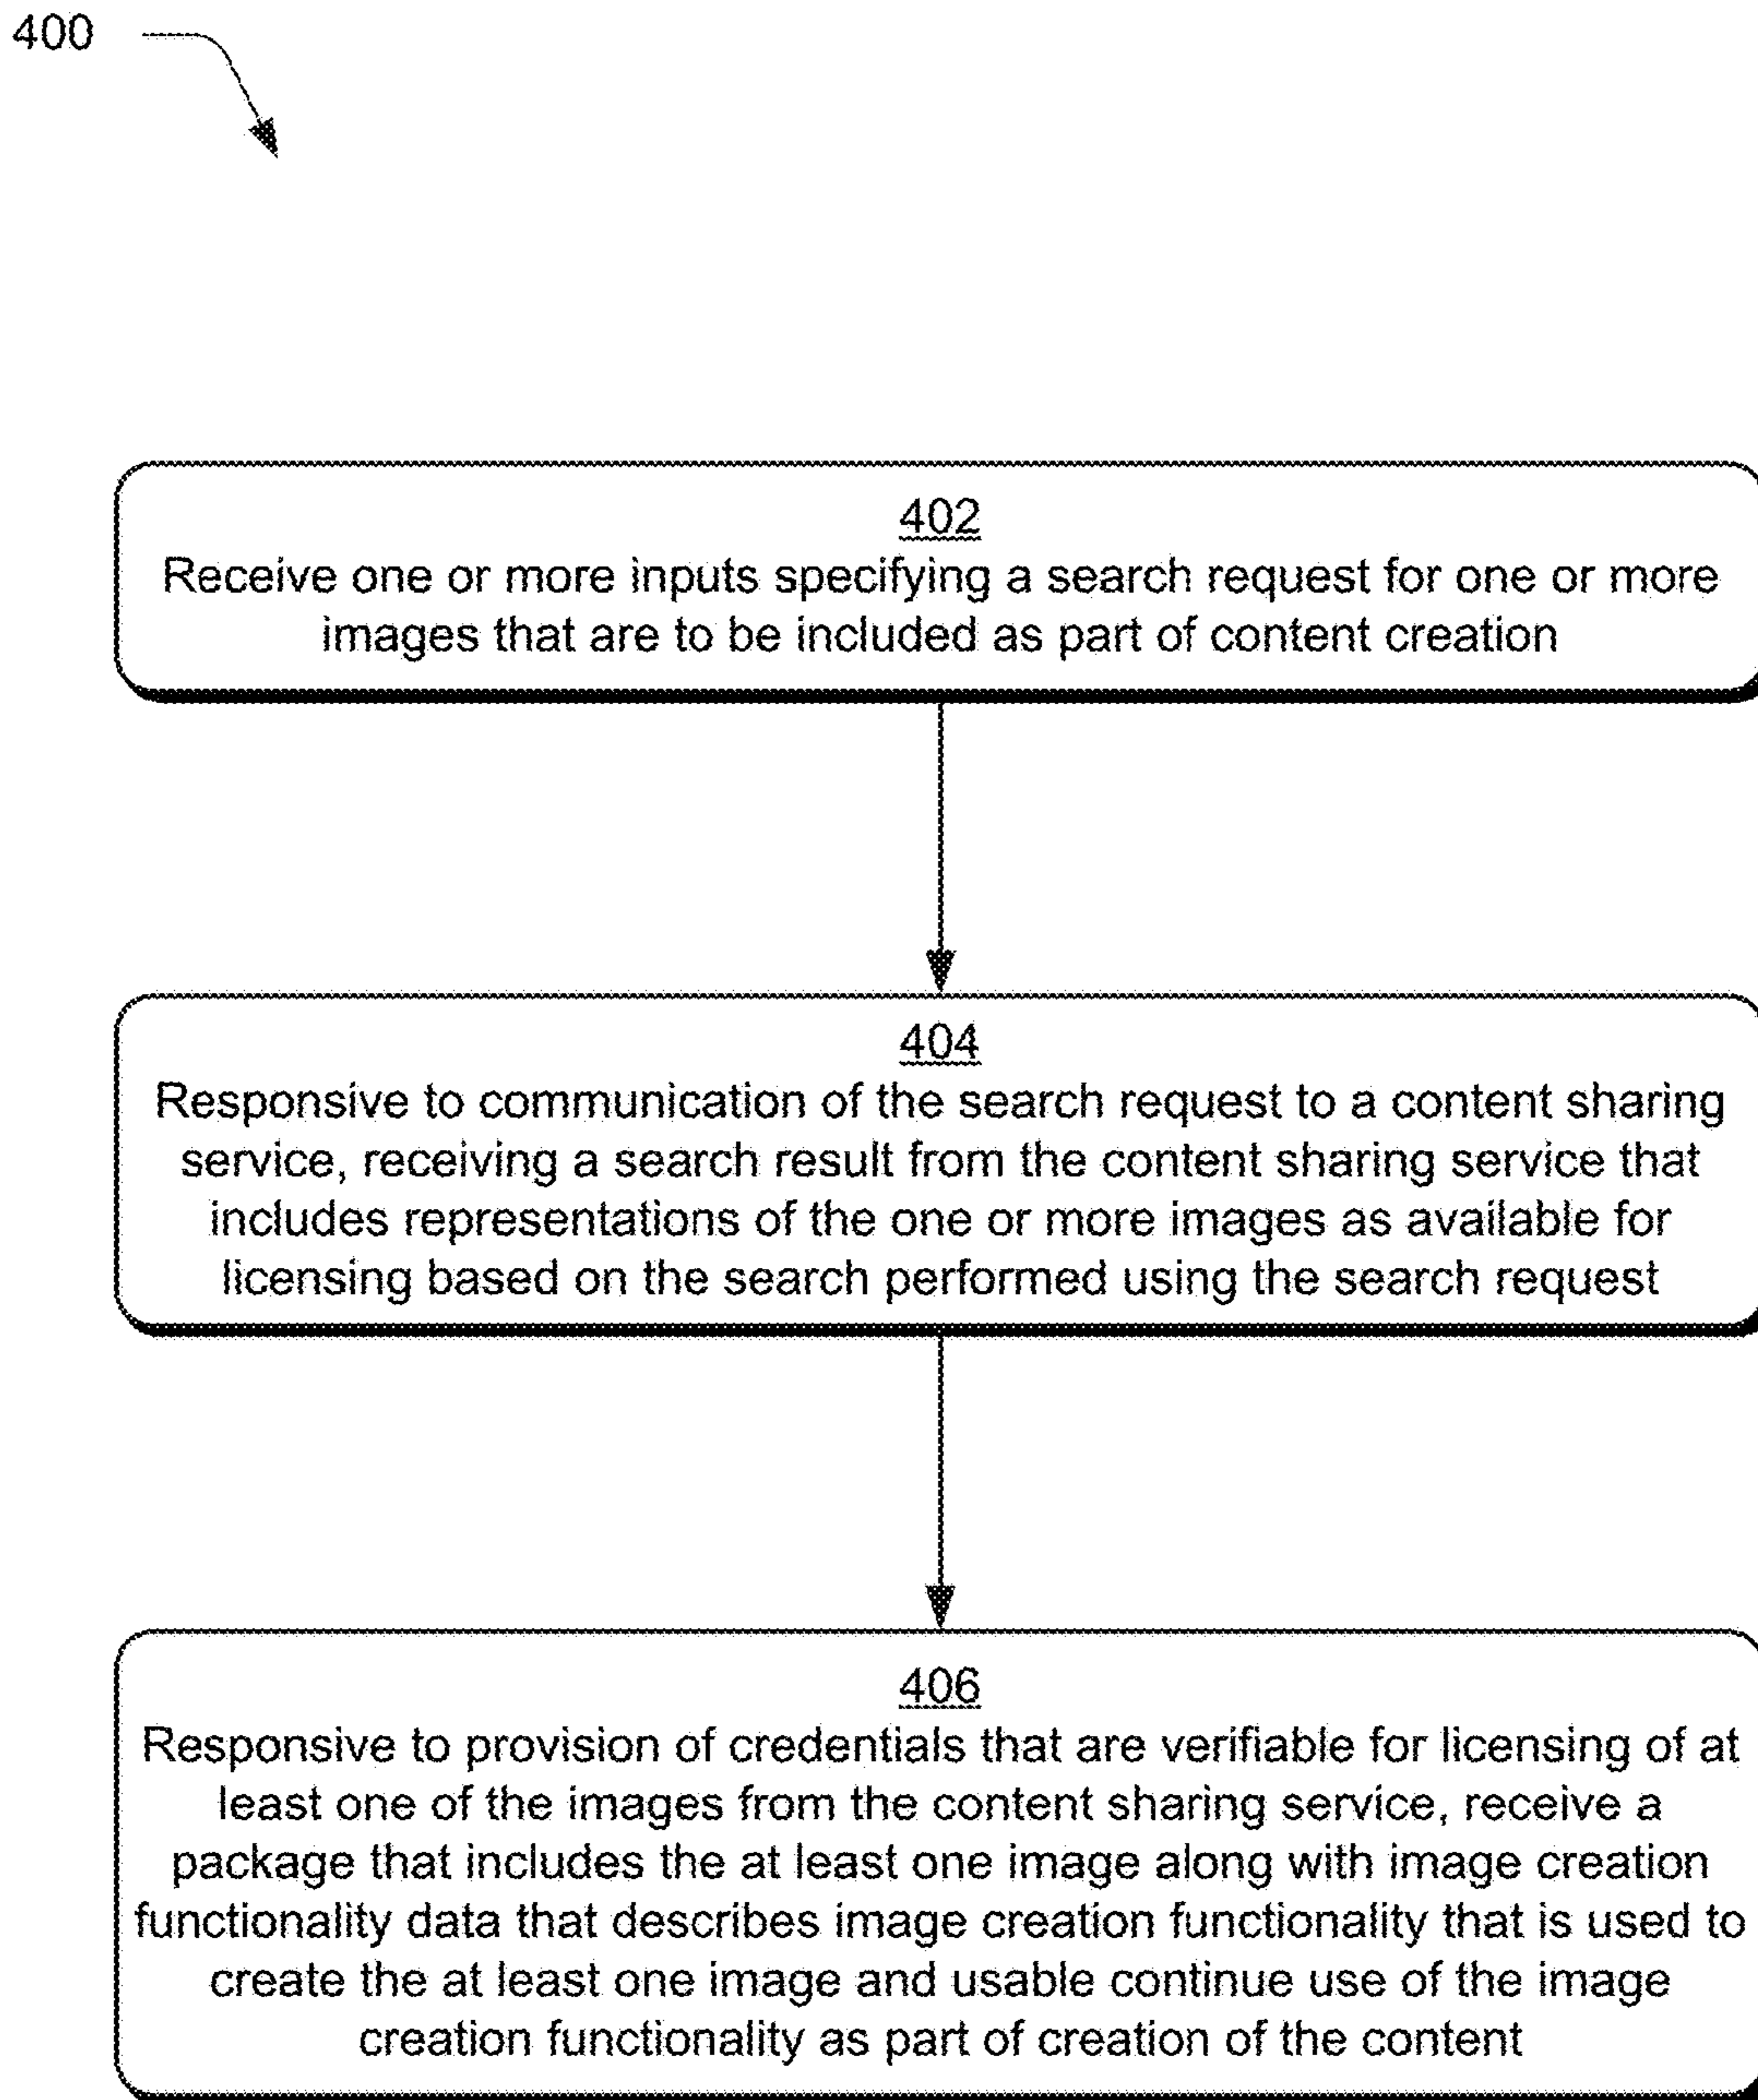 400
402
Receive one or more inputs specifying a search request for one or more
images that are to be included as part of content creation
404
Responsive to communication of the search request to a content sharing
service, receiving a search result from the content sharing service that
includes representations of the one or more images as available for
licensing based on the search performed using the search request
406
Responsive to provision of credentials that are verifiable for licensing of at
least one of the images from the content sharing service, receive a
package that includes the at least one image along with image creation
functionality data that describes image creation functionality that is used to
create the at least one image and usable continue use of the image
creation functionality as part of creation of the content